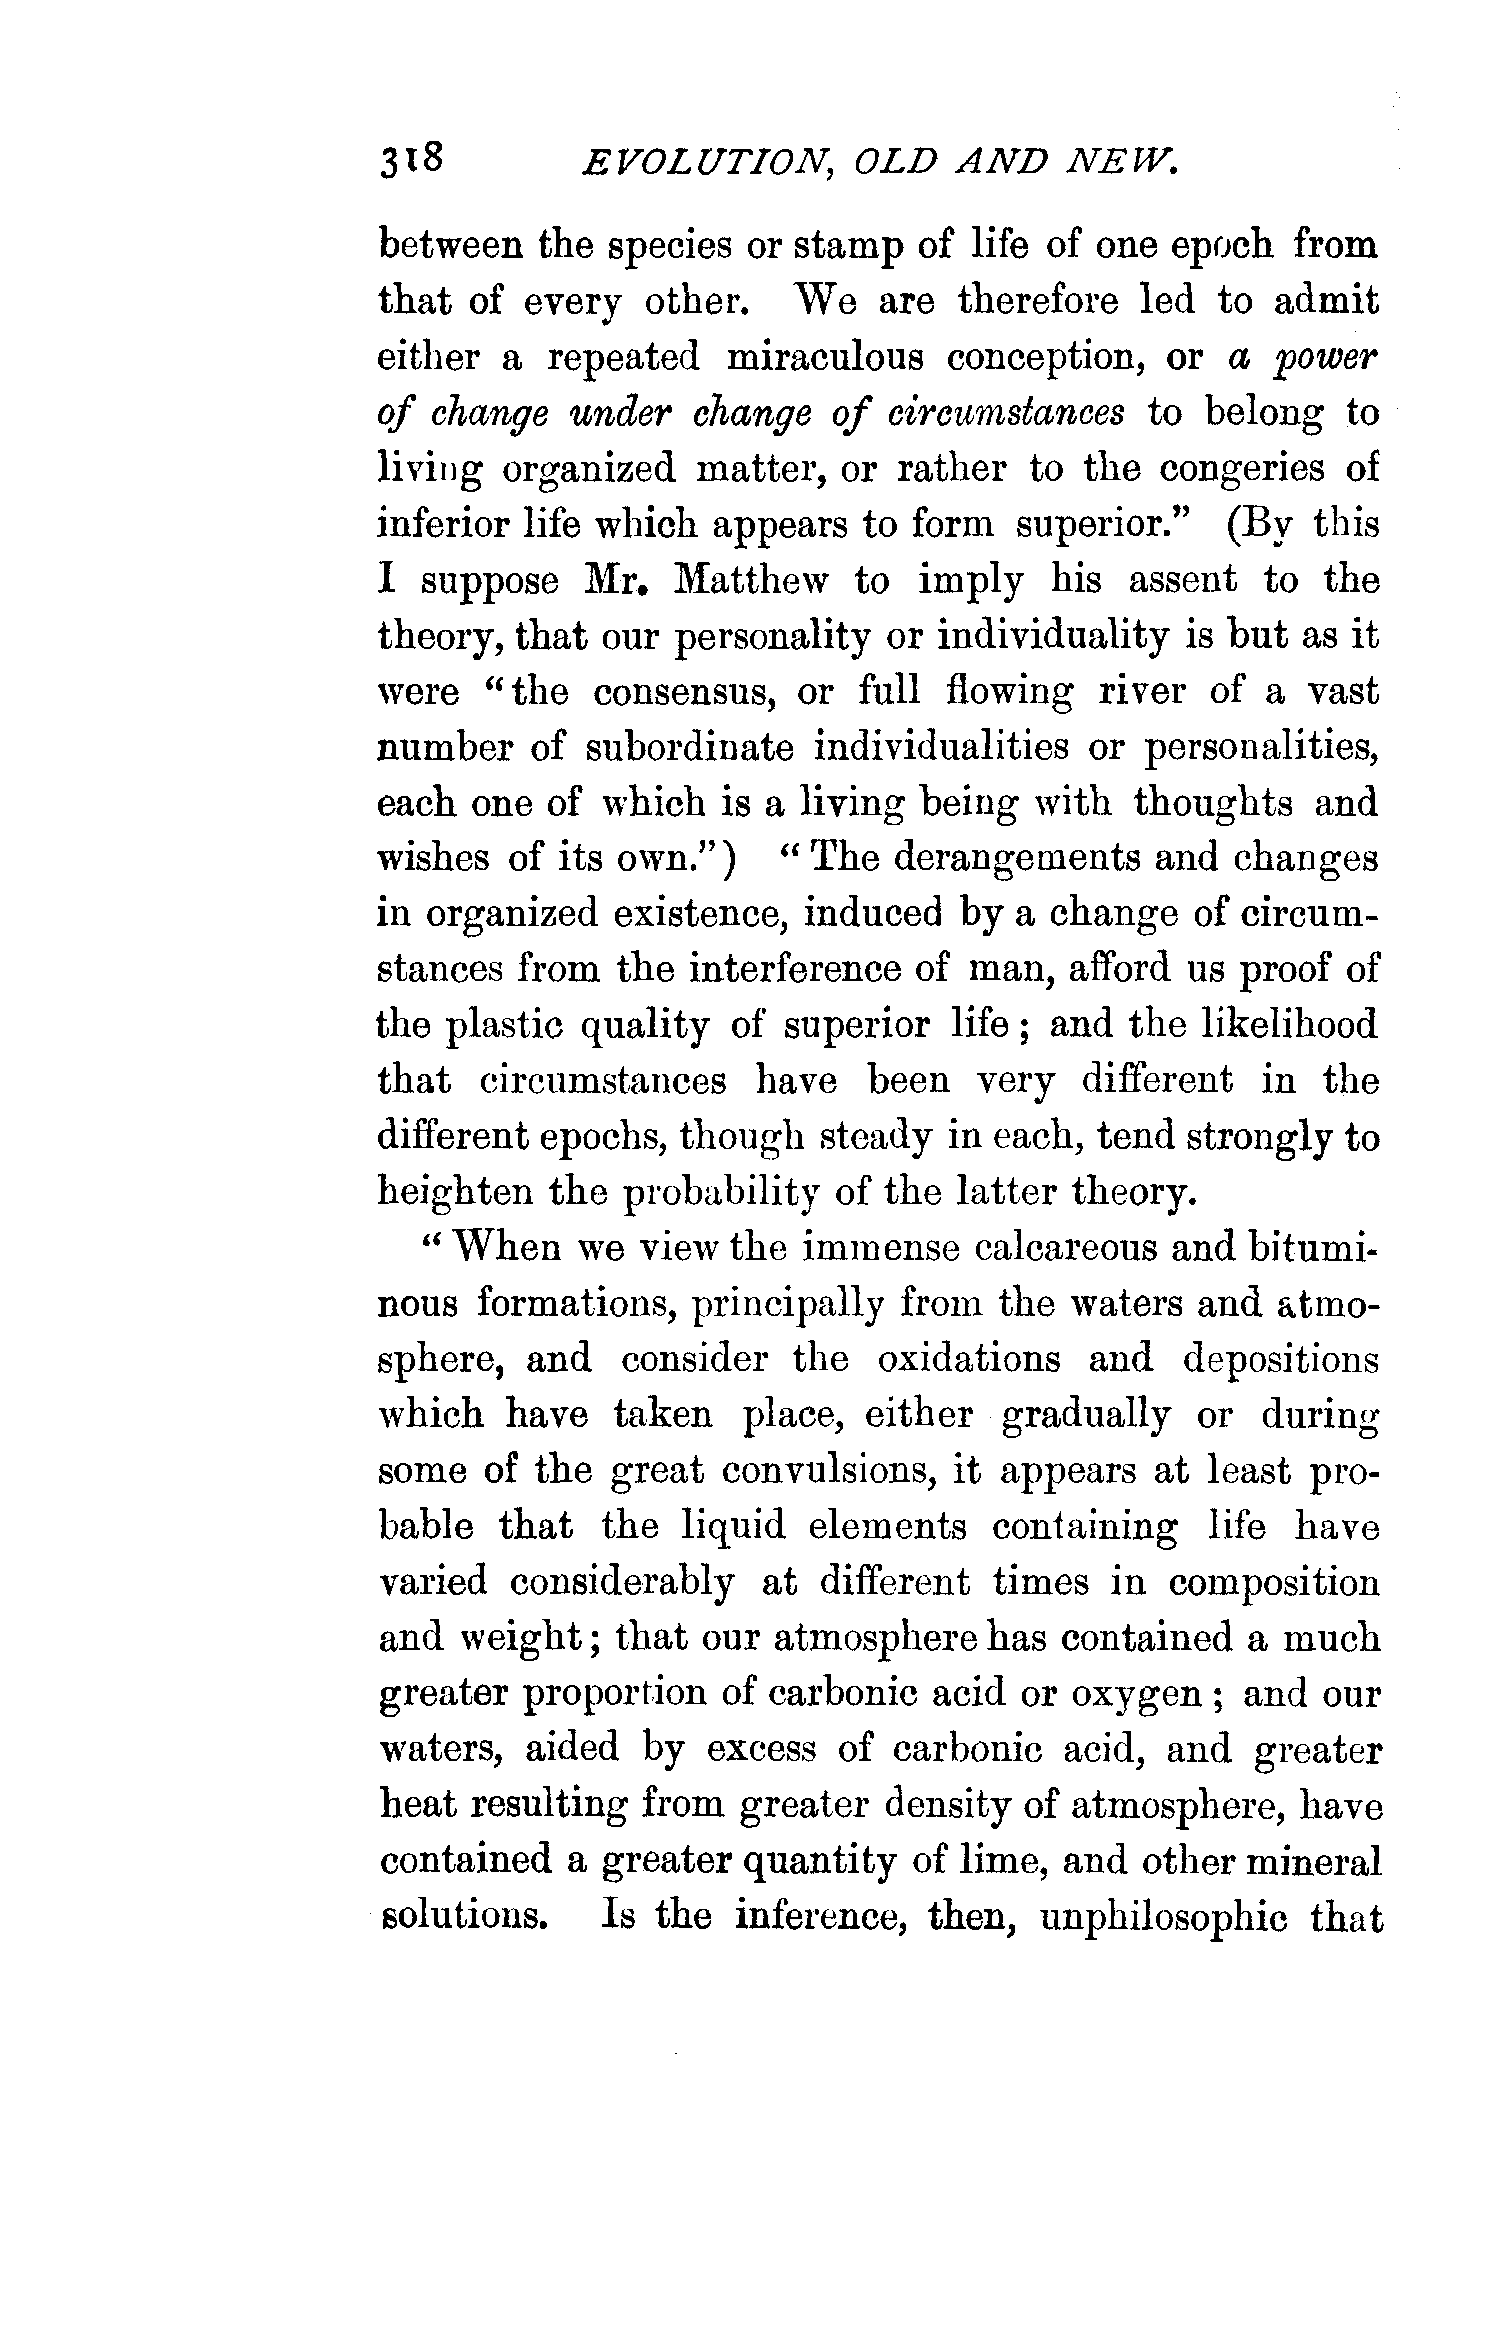 318 EVOLUTION, OLD AND NEW.
between the species or stamp of life of one epoch from
that of every other. We are therefore led to admit
either a repeated miraculous conception, or a power
of change under change of circumstances to belong to
living organized matter, or rather to the congeries of
inferior life which appears to form superior.” (By this
I suppose Mr. Matthew to imply his assent to the
theory, that our personality or individuality is but as it
were “the consensus, or full flowing river of a vast
number of subordinate individualities or personalities,
each one of which is a living being with thoughts and
wishes of its own.”) “The derangements and changes
in organized existence, induced by a change of circum-
stances from the interference of man, afford us proof of
the plastic quality of superior life; and the likelihood
that circumstances have been very different in the
different epochs, though steady in each, tend strongly to
heighten the probability of the latter theory.
“When we view the immense calcareous and bitumi-
nous formations, principally from the waters and atmo-
sphere, and consider the oxidations and depositions
which have taken place, either gradually or during
some of the great convulsions, it appears at least pro-
bable that the liquid elements containing life have
varied considerably at different times in composition
and weight; that our atmosphere has contained a much
greater proportion of carbonic acid or oxygen; and our
waters, aided by excess of carbonic acid, and greater
heat resulting from greater density of atmosphere, have
contained a greater quantity of lime, and other mineral
solutions. Is the inference, then, unphilosophic that